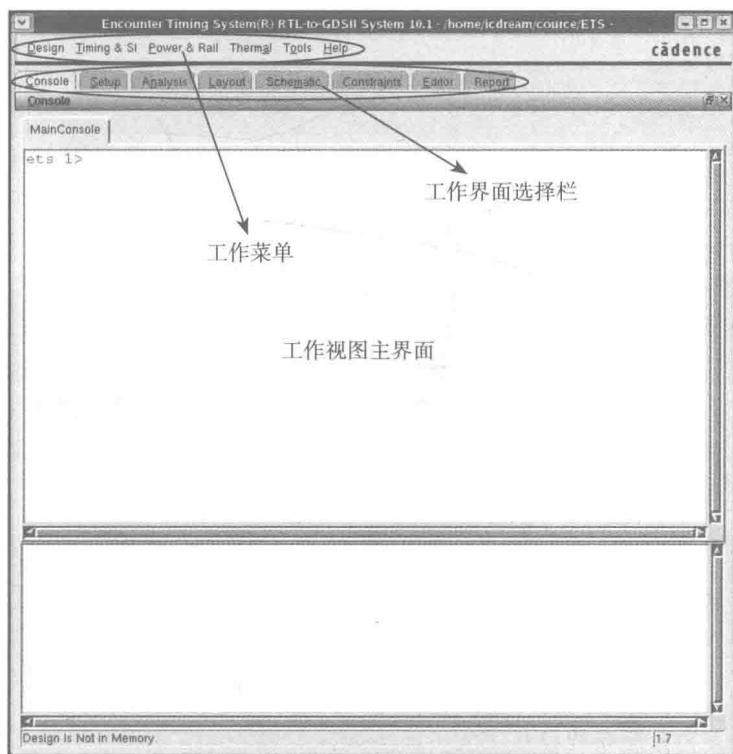 Encounter Timing System(R) RTL-to-GDSII System 10.1 - /home/icdream/cource/ETS -
Design Timing & SI Power & Rail Thermal Tools Help
cādence
Console Setup Analysis Layout Schematic Constraints Editor Report
Console
MainConsole
ets 1>
工作界面选择栏
工作菜单
工作视图主界面
Design Is Not in Memory.
1.7